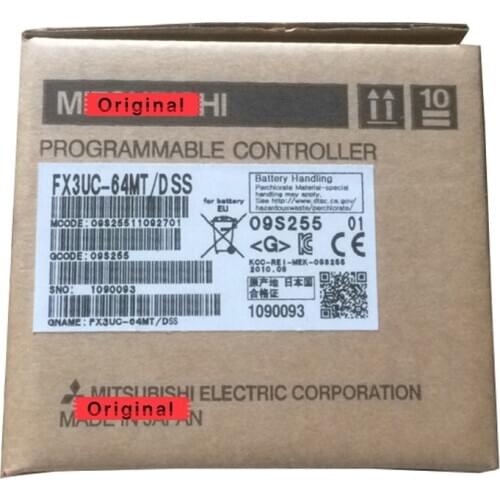 MI Original HI
10
PROGRAMMABLE CONTROLLER
FX3UC-64MT/DSS
for battery
EU
Battery Handling
Perchlorate Material-special
handling may apply, See
http://www.dtsc.ca.gov/
hazardouswaste/perchlorate/
MCODE: 09S25511092701
09S255 01
<G>
GCODE: 09S255
KCC-REI-MEK-09S255
2010.09
SNO: 1090093
原产地 日本国
合格证
1090093
GNAME: FX3UC-64MT/DSS
MITSUBISHI ELECTRIC CORPORATION
MADE IN JAPAN
Original